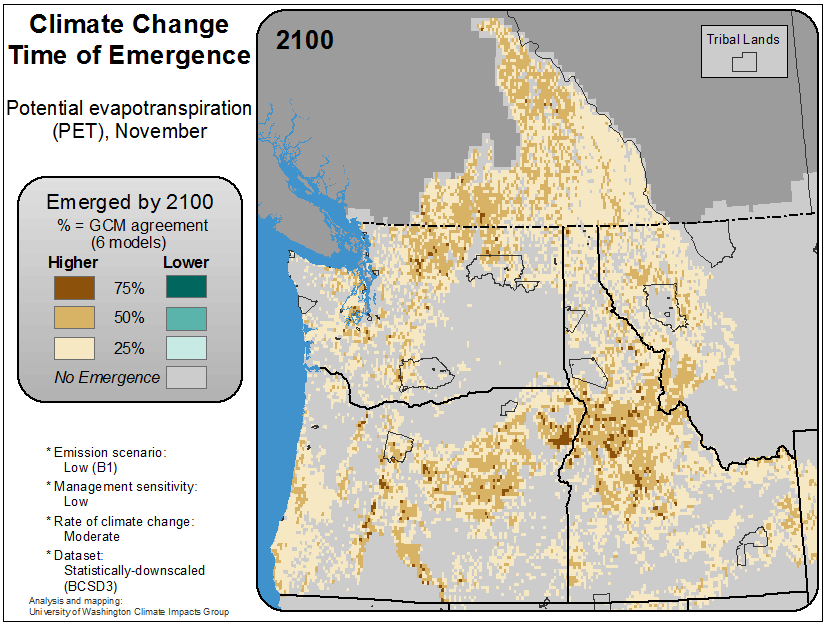 Climate Change
Time of Emergence
Potential evapotranspiration
(PET), November
Emerged by 2100
% = GCM agreement
(6 models)
Higher Lower
75%
50%
25%
No Emergence
* Emission scenario:
Low (B1)
* Management sensitivity:
Low
* Rate of climate change:
Moderate
* Dataset:
Statistically-downscaled
(BCSD3)
Analysis and mapping:
University of Washington Climate Impacts Group
2100
Tribal Lands